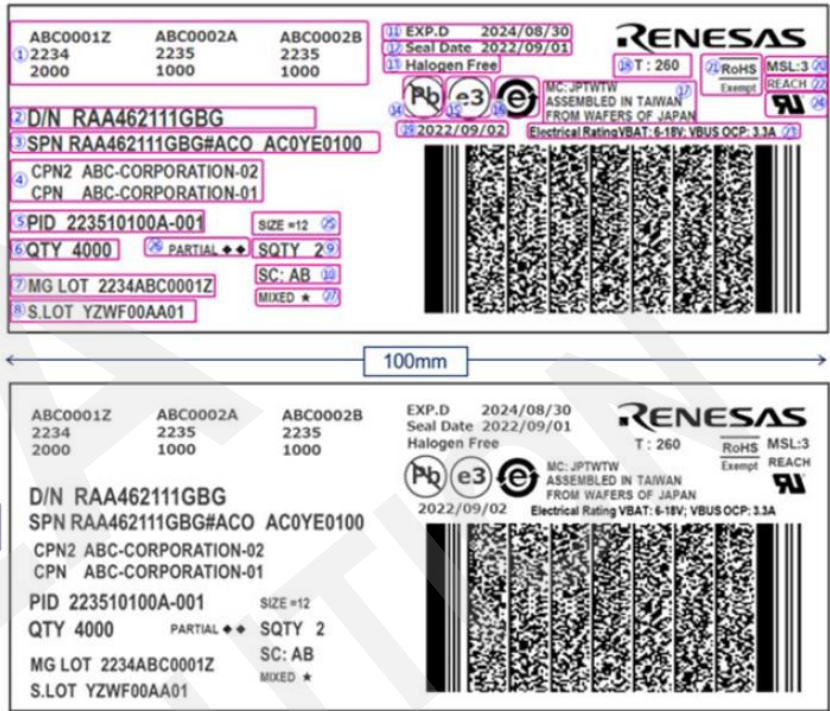 ABC0001Z ABC0002A ABC0002B
① 2234 2235 2235
2000 1000 1000
⑪ EXP.D 2024/08/30
⑫ Seal Date 2022/09/01
⑬ Halogen Free
RENESAS
⑱ T : 260 ㉑ RoHS Exempt MSL:3 ⑳
REACH ㉒
㉔
⑭ Pb ⑮ e3 ⑯ e
MC: JPTWTW ⑰
ASSEMBLED IN TAIWAN
FROM WAFERS OF JAPAN
⑲ 2022/09/02 Electrical Rating VBAT: 6-18V; VBUS OCP: 3.3A ㉓
② D/N RAA462111GBG
③ SPN RAA462111GBG#ACO AC0YE0100
④ CPN2 ABC-CORPORATION-02
CPN ABC-CORPORATION-01
⑤ PID 223510100A-001 SIZE =12 ㉕
⑥ QTY 4000 ㉖ PARTIAL ◆◆ SQTY 2 ⑨
SC: AB ⑩
⑦ MG LOT 2234ABC0001Z MIXED ★ ㉗
⑧ S.LOT YZWF00AA01
100mm
ABC0001Z ABC0002A ABC0002B
2234 2235 2235
2000 1000 1000
EXP.D 2024/08/30
Seal Date 2022/09/01
Halogen Free
RENESAS
T : 260 RoHS Exempt MSL:3
REACH
Pb e3 e
MC: JPTWTW
ASSEMBLED IN TAIWAN
FROM WAFERS OF JAPAN
2022/09/02 Electrical Rating VBAT: 6-18V; VBUS OCP: 3.3A
D/N RAA462111GBG
SPN RAA462111GBG#ACO AC0YE0100
CPN2 ABC-CORPORATION-02
CPN ABC-CORPORATION-01
PID 223510100A-001 SIZE =12
QTY 4000 PARTIAL ◆◆ SQTY 2
SC: AB
MG LOT 2234ABC0001Z MIXED ★
S.LOT YZWF00AA01